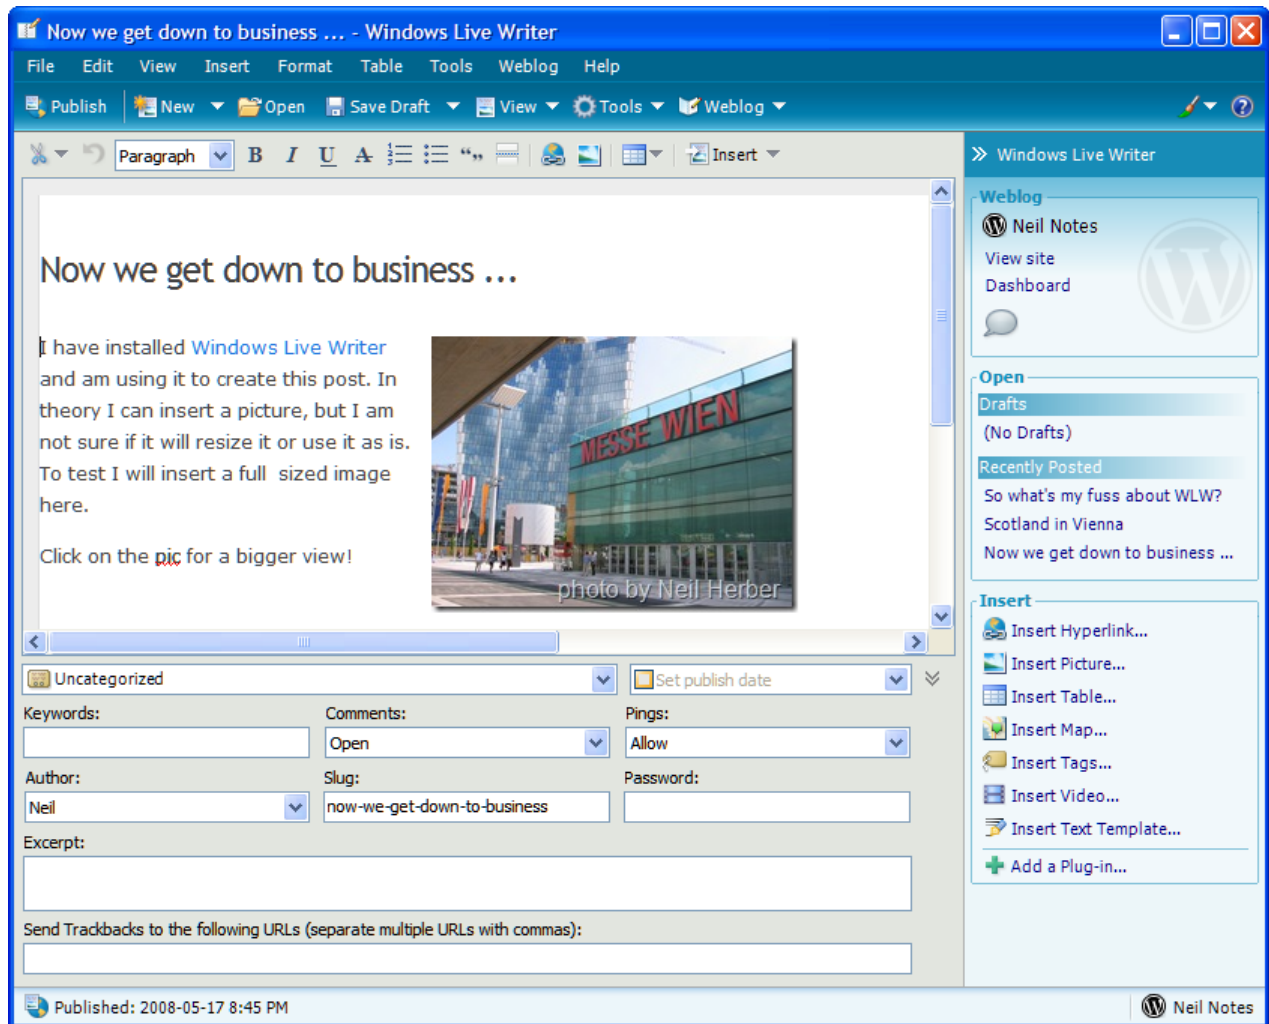 Now we get down to business ... - Windows Live Writer
File Edit View Insert Format Table Tools Weblog Help
Publish New Open Save Draft View Tools Weblog
Paragraph B I U A Insert
Windows Live Writer
Now we get down to business ...
I have installed Windows Live Writer
and am using it to create this post. In
theory I can insert a picture, but I am
not sure if it will resize it or use it as is.
To test I will insert a full  sized image
here.
Click on the pic for a bigger view!
MESSE WIEN
photo by Neil Herber
Uncategorized
Set publish date
Keywords: Comments: Pings:
Open Allow
Author: Slug: Password:
Neil now-we-get-down-to-business
Excerpt:
Send Trackbacks to the following URLs (separate multiple URLs with commas):
Weblog
Neil Notes
View site
Dashboard
Open
Drafts
(No Drafts)
Recently Posted
So what's my fuss about WLW?
Scotland in Vienna
Now we get down to business ...
Insert
Insert Hyperlink...
Insert Picture...
Insert Table...
Insert Map...
Insert Tags...
Insert Video...
Insert Text Template...
Add a Plug-in...
Published: 2008-05-17 8:45 PM
Neil Notes